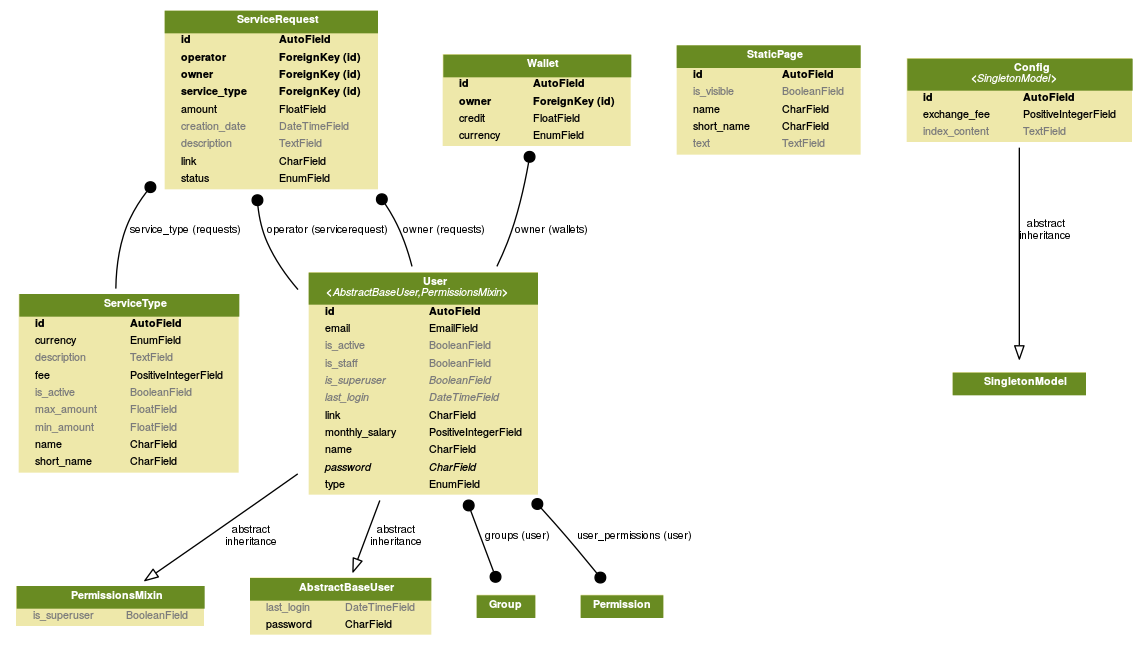 ServiceRequest
id AutoField
operator ForeignKey (id)
owner ForeignKey (id)
service_type ForeignKey (id)
amount FloatField
creation_date DateTimeField
description TextField
link CharField
status EnumField
Wallet
id AutoField
owner ForeignKey (id)
credit FloatField
currency EnumField
StaticPage
id AutoField
is_visible BooleanField
name CharField
short_name CharField
text TextField
Config
<SingletonModel>
id AutoField
exchange_fee PositiveIntegerField
index_content TextField
service_type (requests)
operator (servicerequest)
owner (requests)
owner (wallets)
abstract
inheritance
ServiceType
id AutoField
currency EnumField
description TextField
fee PositiveIntegerField
is_active BooleanField
max_amount FloatField
min_amount FloatField
name CharField
short_name CharField
User
<AbstractBaseUser,PermissionsMixin>
id AutoField
email EmailField
is_active BooleanField
is_staff BooleanField
is_superuser BooleanField
last_login DateTimeField
link CharField
monthly_salary PositiveIntegerField
name CharField
password CharField
type EnumField
SingletonModel
abstract
inheritance
abstract
inheritance
groups (user)
user_permissions (user)
PermissionsMixin
is_superuser BooleanField
AbstractBaseUser
last_login DateTimeField
password CharField
Group
Permission